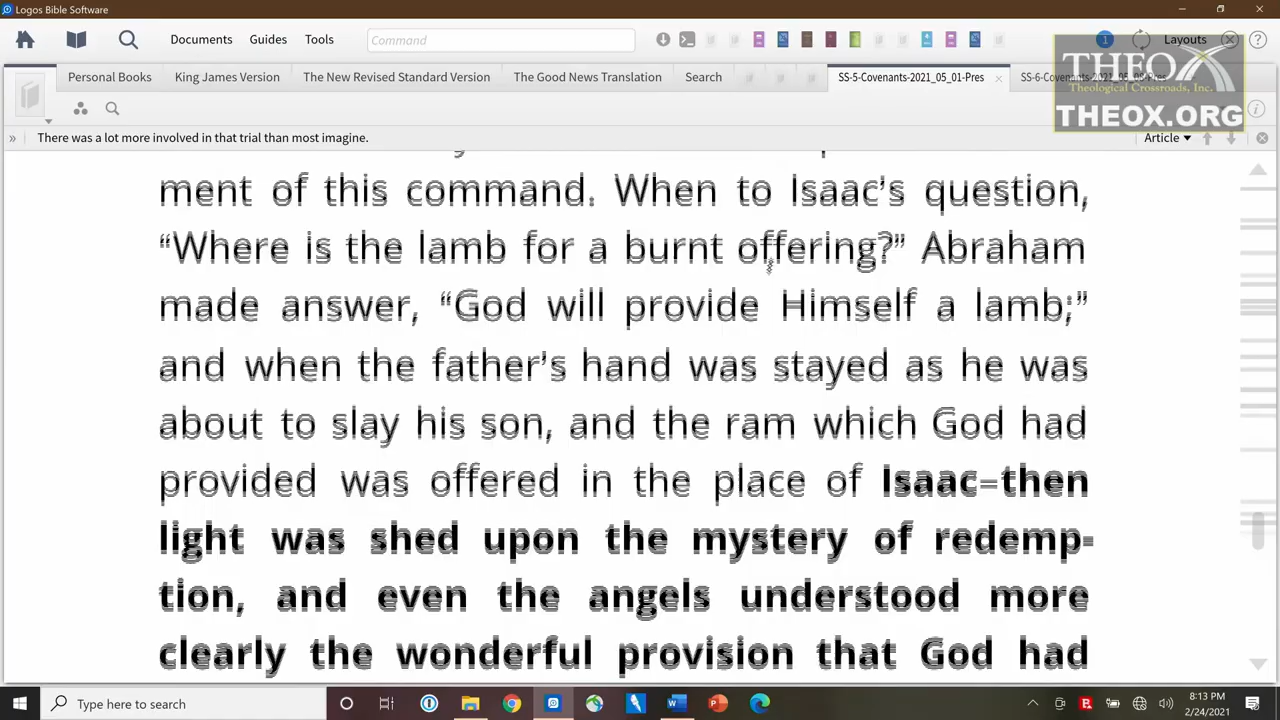 Logos Bible Software
Documents Guides Tools Command 1 Layouts
THEOX
Theological Crossroads, Inc.
THEOX.ORG
Personal Books King James Version The New Revised Standard Version The Good News Translation Search SS-5-Covenants-2021_05_01-Pres
There was a lot more involved in that trial than most imagine. Article
ment of this command. When to Isaac’s question,
“Where is the lamb for a burnt offering?” Abraham
made answer, “God will provide Himself a lamb;”
and when the father’s hand was stayed as he was
about to slay his son, and the ram which God had
provided was offered in the place of Isaac–then
light was shed upon the mystery of redemp-
tion, and even the angels understood more
clearly the wonderful provision that God had
Type here to search
8:13 PM
2/24/2021